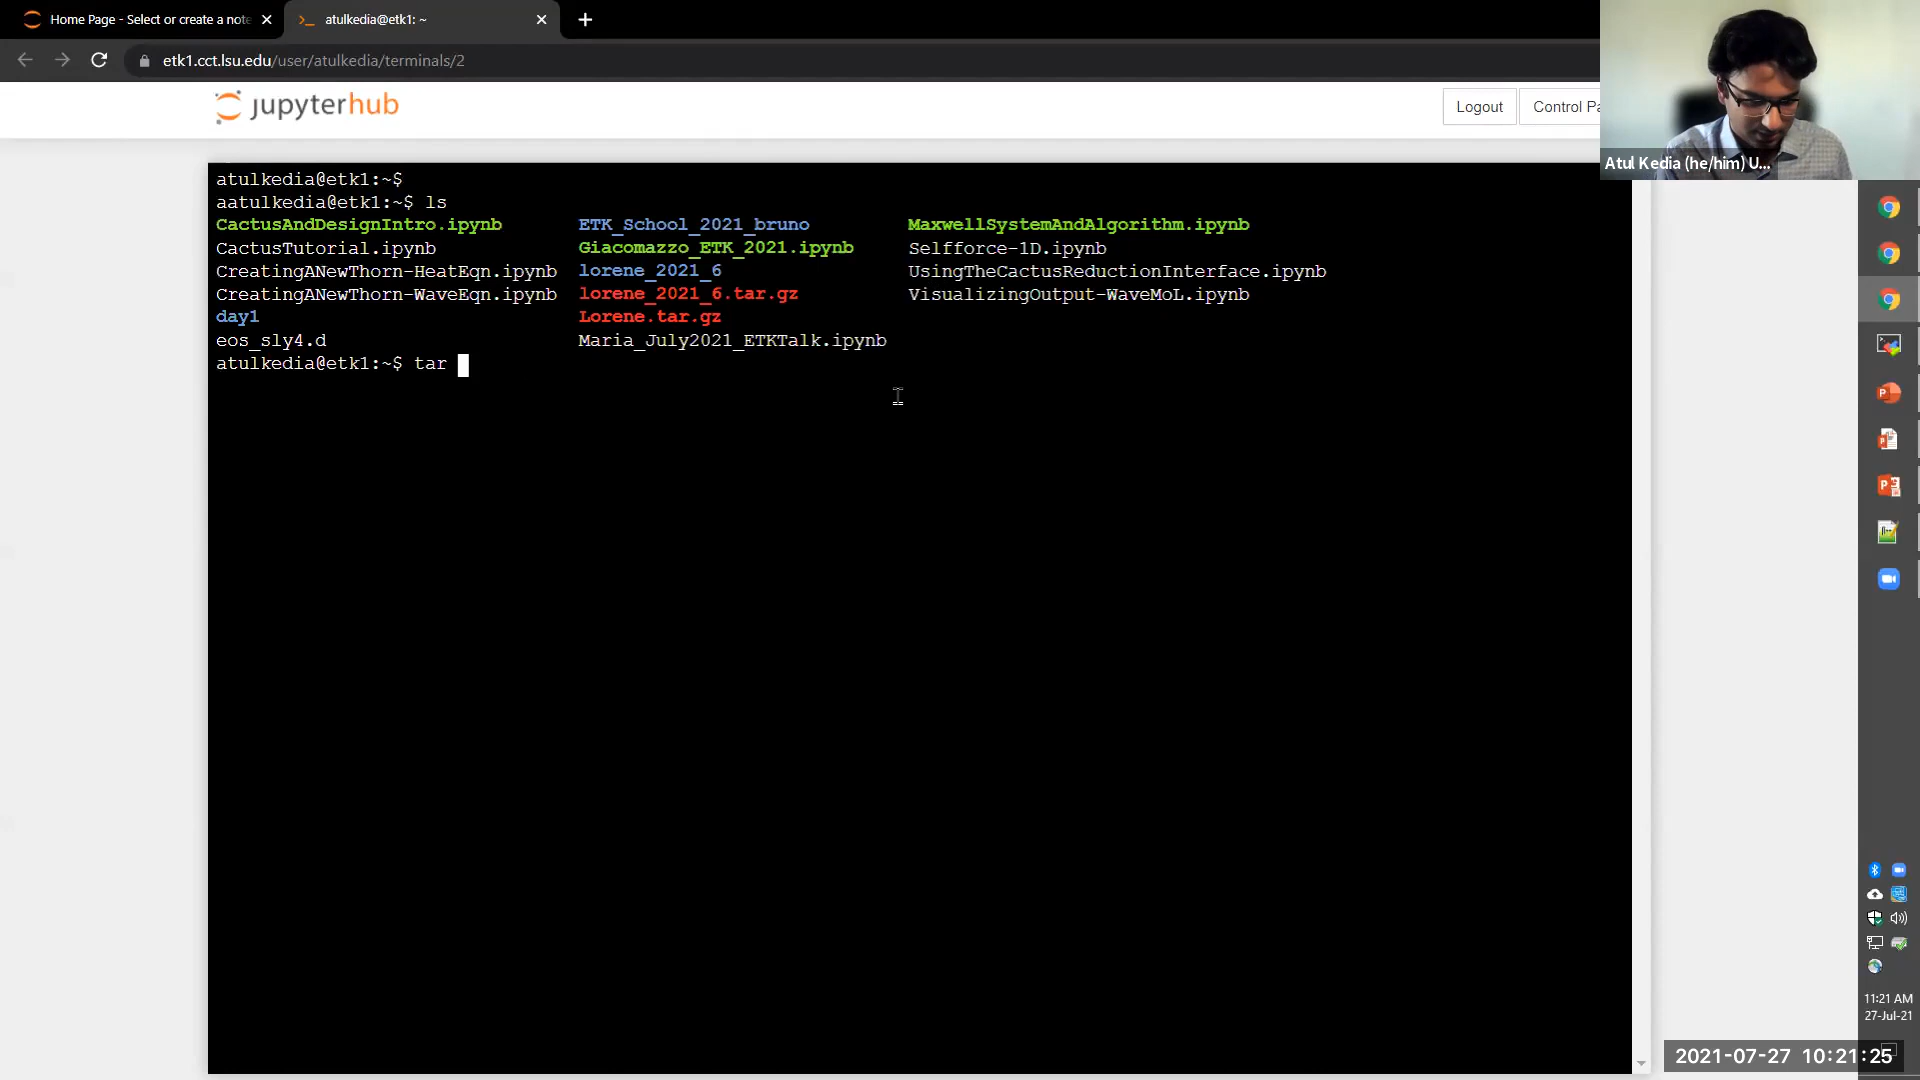 Home Page - Select or create a note
atulkedia@etk1: ~
etk1.cct.lsu.edu/user/atulkedia/terminals/2
jupyterhub
Logout
Control Pa
Atul Kedia (he/him) U...
atulkedia@etk1:~$
aatulkedia@etk1:~$ ls
CactusAndDesignIntro.ipynb ETK_School_2021_bruno MaxwellSystemAndAlgorithm.ipynb
CactusTutorial.ipynb Giacomazzo_ETK_2021.ipynb Selfforce-1D.ipynb
CreatingANewThorn-HeatEqn.ipynb lorene_2021_6 UsingTheCactusReductionInterface.ipynb
CreatingANewThorn-WaveEqn.ipynb lorene_2021_6.tar.gz VisualizingOutput-WaveMoL.ipynb
day1 Lorene.tar.gz
eos_sly4.d Maria_July2021_ETKTalk.ipynb
atulkedia@etk1:~$ tar
11:21 AM
27-Jul-21
2021-07-27 10:21:25